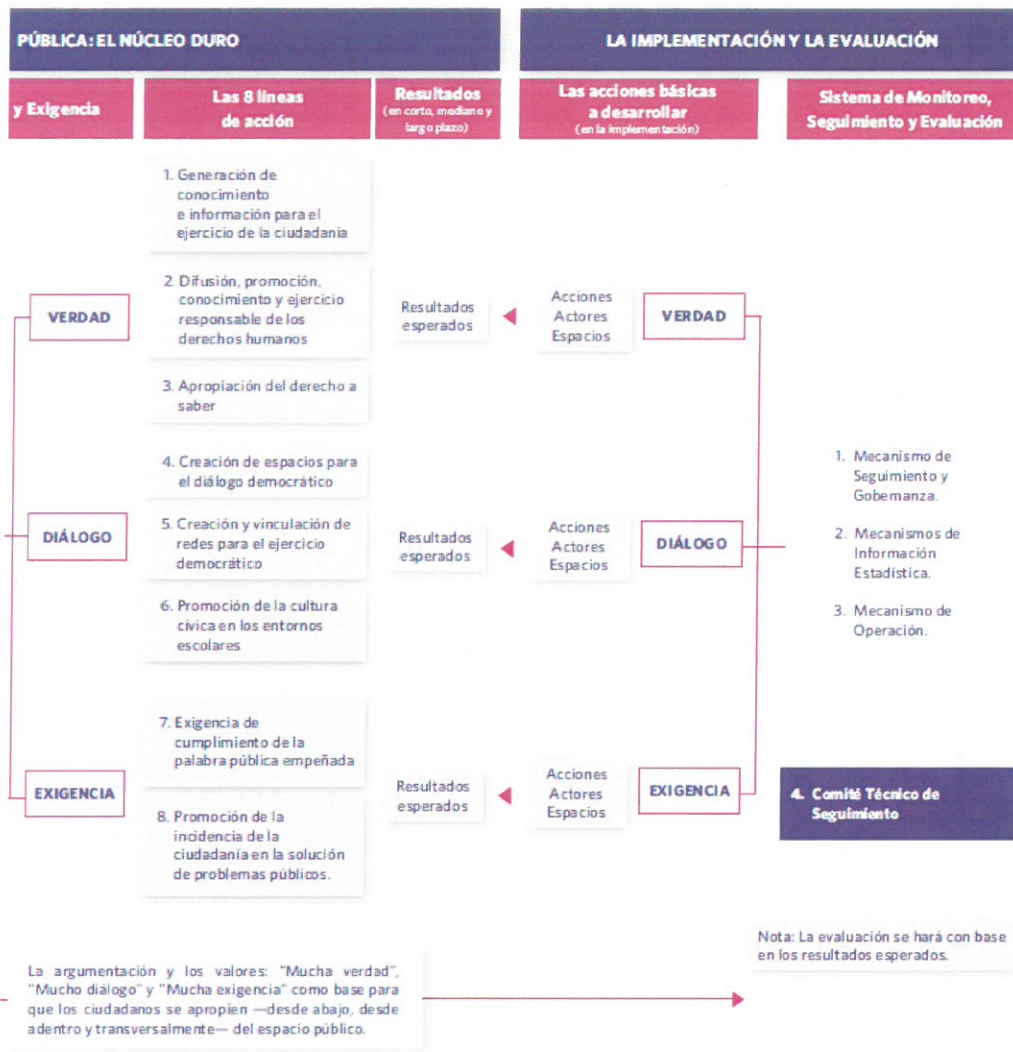 PÚBLICA: EL NÚCLEO DURO
LA IMPLEMENTACIÓN Y LA EVALUACIÓN
y Exigencia
Las 8 líneas
de acción
Resultados
(en corto, mediano y
largo plazo)
Las acciones básicas
a desarrollar
(en la implementación)
Sistema de Monitoreo,
Seguimiento y Evaluación
1. Generación de
conocimiento
e información para el
ejercicio de la ciudadanía
VERDAD
2. Difusión, promoción,
conocimiento y ejercicio
responsable de los
derechos humanos
3. Apropiación del derecho a
saber
Resultados
esperados
Acciones
Actores
Espacios
VERDAD
DIÁLOGO
4. Creación de espacios para
el diálogo democrático
5. Creación y vinculación de
redes para el ejercicio
democrático
6. Promoción de la cultura
cívica en los entornos
escolares
Resultados
esperados
Acciones
Actores
Espacios
DIÁLOGO
1. Mecanismo de
Seguimiento y
Gobernanza.
2. Mecanismos de
Información
Estadística.
3. Mecanismo de
Operación.
EXIGENCIA
7. Exigencia de
cumplimiento de la
palabra pública empeñada
8. Promoción de la
incidencia de la
ciudadanía en la solución
de problemas públicos.
Resultados
esperados
Acciones
Actores
Espacios
EXIGENCIA
4. Comité Técnico de
Seguimiento
La argumentación y los valores: "Mucha verdad",
"Mucho diálogo" y "Mucha exigencia" como base para
que los ciudadanos se apropien —desde abajo, desde
adentro y transversalmente— del espacio público.
Nota: La evaluación se hará con base
en los resultados esperados.